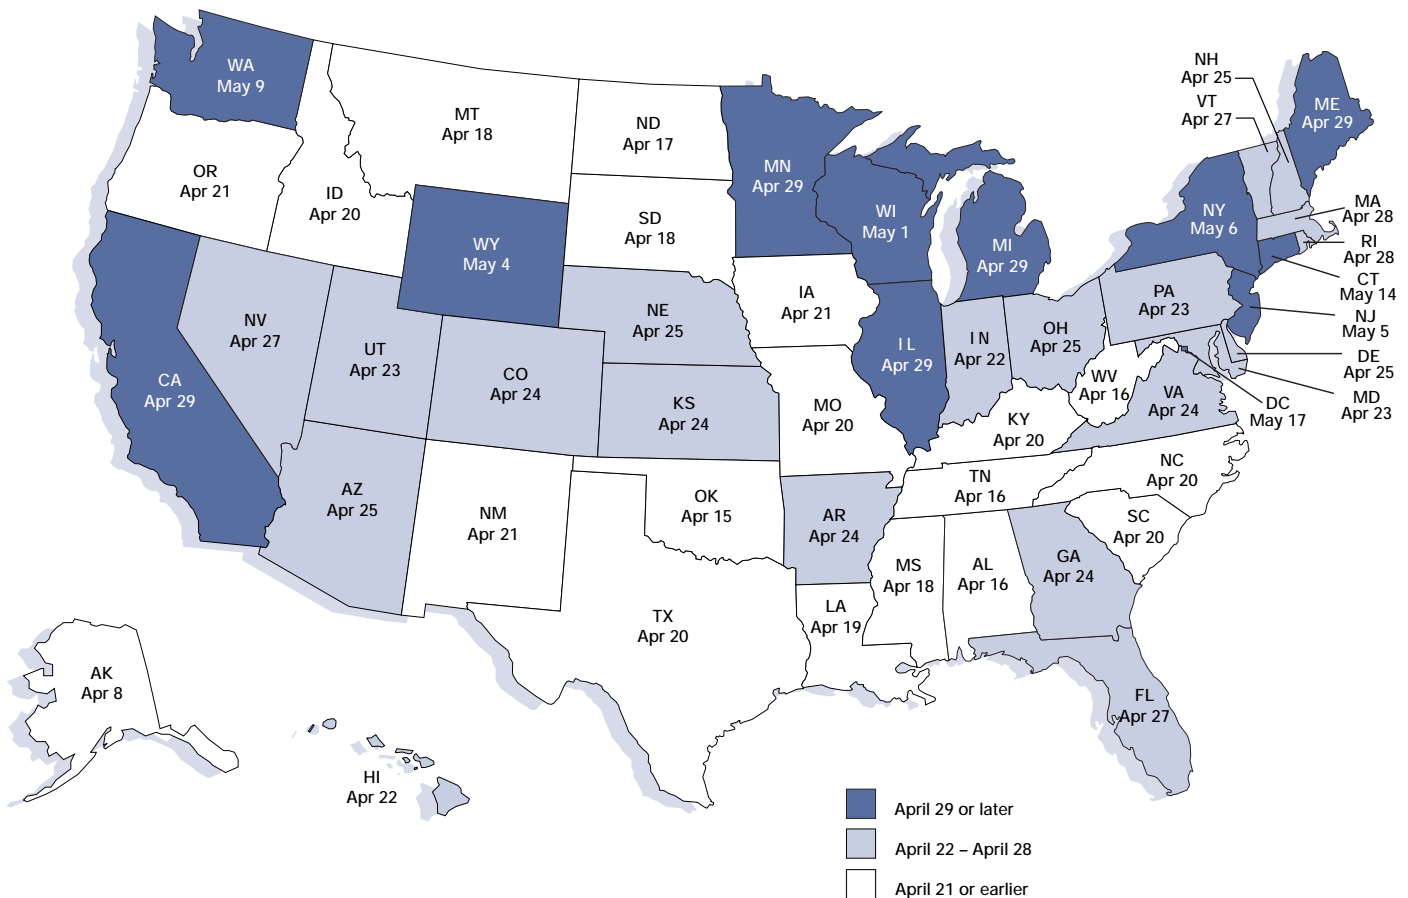 WA
May 9
MT
Apr 18
ND
Apr 17
MN
Apr 29
NH
Apr 25
VT
Apr 27
ME
Apr 29
OR
Apr 21
ID
Apr 20
WY
May 4
SD
Apr 18
WI
May 1
MI
Apr 29
NY
May 6
MA
Apr 28
RI
Apr 28
CT
May 14
NJ
May 5
DE
Apr 25
MD
Apr 23
DC
May 17
CA
Apr 29
NV
Apr 27
UT
Apr 23
CO
Apr 24
NE
Apr 25
KS
Apr 24
IA
Apr 21
MO
Apr 20
IL
Apr 29
IN
Apr 22
OH
Apr 25
PA
Apr 23
WV
Apr 16
VA
Apr 24
KY
Apr 20
TN
Apr 16
NC
Apr 20
SC
Apr 20
AZ
Apr 25
NM
Apr 21
OK
Apr 15
AR
Apr 24
MS
Apr 18
AL
Apr 16
GA
Apr 24
TX
Apr 20
LA
Apr 19
FL
Apr 27
AK
Apr 8
HI
Apr 22
April 29 or later
April 22 – April 28
April 21 or earlier